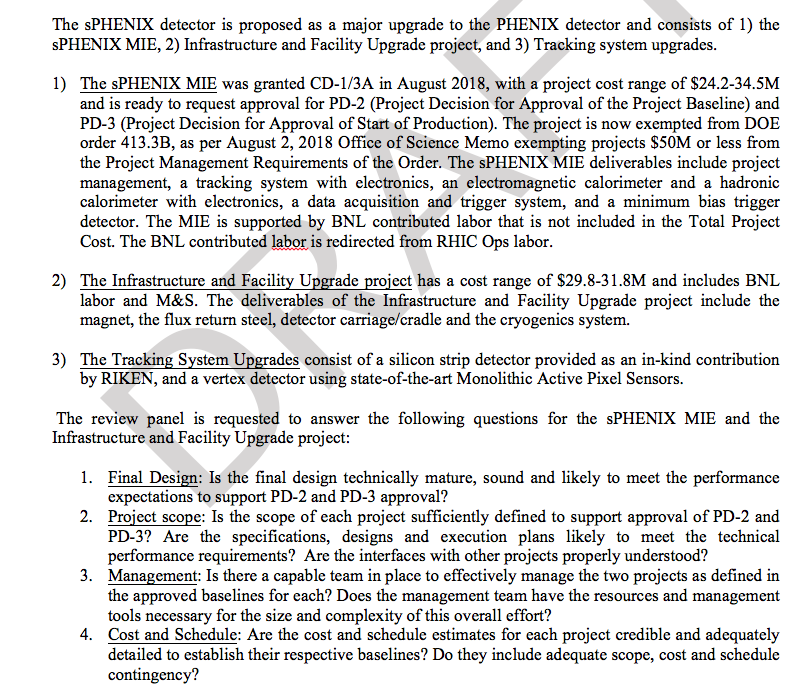 The sPHENIX detector is proposed as a major upgrade to the PHENIX detector and consists of 1) the
sPHENIX MIE, 2) Infrastructure and Facility Upgrade project, and 3) Tracking system upgrades.
1) The sPHENIX MIE was granted CD-1/3A in August 2018, with a project cost range of $24.2-34.5M
and is ready to request approval for PD-2 (Project Decision for Approval of the Project Baseline) and
PD-3 (Project Decision for Approval of Start of Production). The project is now exempted from DOE
order 413.3B, as per August 2, 2018 Office of Science Memo exempting projects $50M or less from
the Project Management Requirements of the Order. The sPHENIX MIE deliverables include project
management, a tracking system with electronics, an electromagnetic calorimeter and a hadronic
calorimeter with electronics, a data acquisition and trigger system, and a minimum bias trigger
detector. The MIE is supported by BNL contributed labor that is not included in the Total Project
Cost. The BNL contributed labor is redirected from RHIC Ops labor.
2) The Infrastructure and Facility Upgrade project has a cost range of $29.8-31.8M and includes BNL
labor and M&S. The deliverables of the Infrastructure and Facility Upgrade project include the
magnet, the flux return steel, detector carriage/cradle and the cryogenics system.
3) The Tracking System Upgrades consist of a silicon strip detector provided as an in-kind contribution
by RIKEN, and a vertex detector using state-of-the-art Monolithic Active Pixel Sensors.
The review panel is requested to answer the following questions for the sPHENIX MIE and the
Infrastructure and Facility Upgrade project:
1. Final Design: Is the final design technically mature, sound and likely to meet the performance
expectations to support PD-2 and PD-3 approval?
2. Project scope: Is the scope of each project sufficiently defined to support approval of PD-2 and
PD-3? Are the specifications, designs and execution plans likely to meet the technical
performance requirements? Are the interfaces with other projects properly understood?
3. Management: Is there a capable team in place to effectively manage the two projects as defined in
the approved baselines for each? Does the management team have the resources and management
tools necessary for the size and complexity of this overall effort?
4. Cost and Schedule: Are the cost and schedule estimates for each project credible and adequately
detailed to establish their respective baselines? Do they include adequate scope, cost and schedule
contingency?
DRAFT